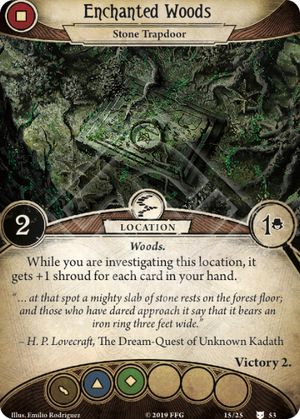 Enchanted Woods
Stone Trapdoor
2
LOCATION
1
Woods.
While you are investigating this location, it
gets +1 shroud for each card in your hand.
"… at that spot a mighty slab of stone rests on the forest floor;
and those who have dared approach it say that it bears an
iron ring three feet wide."
– H. P. Lovecraft, The Dream-Quest of Unknown Kadath
Victory 2.
Illus. Emilio Rodriguez
© 2019 FFG
15/25
53